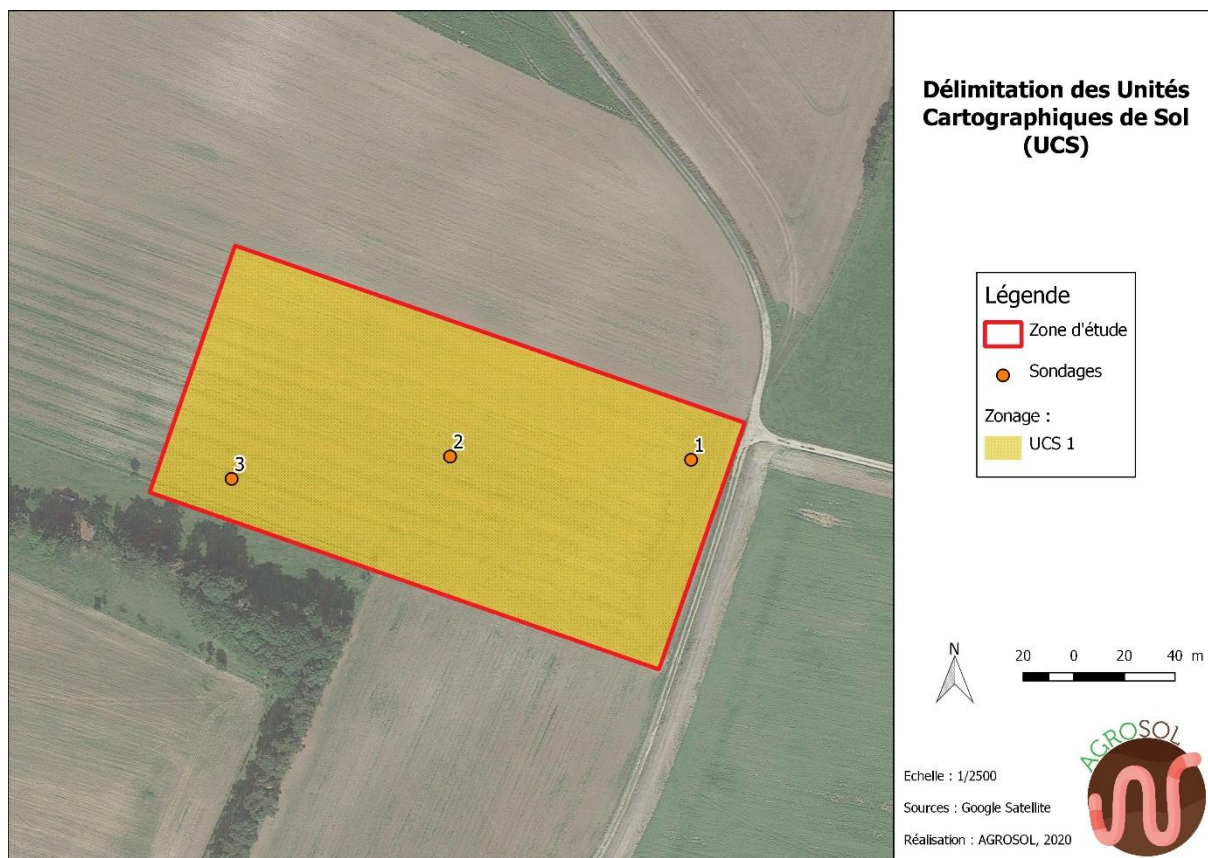 Délimitation des Unités
Cartographiques de Sol
(UCS)
Légende
Zone d'étude
Sondages
Zonage :
UCS 1
1
2
3
N
20 0 20 40 m
AGROSOL
Echelle : 1/2500
Sources : Google Satellite
Réalisation : AGROSOL, 2020